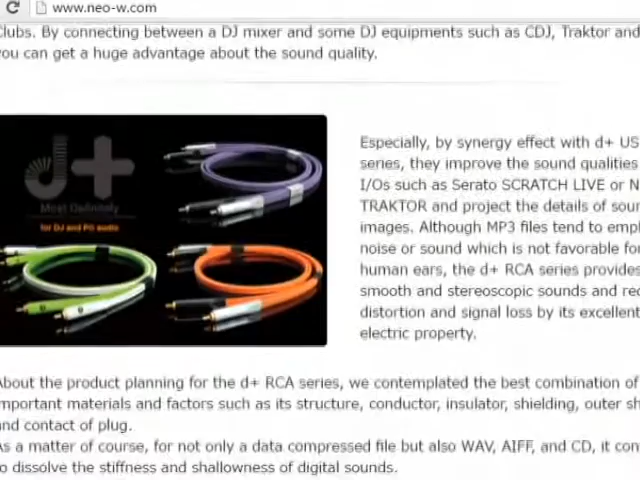 www.neo-w.com
Clubs. By connecting between a DJ mixer and some DJ equipments such as CDJ, Traktor and
you can get a huge advantage about the sound quality.
d+
Most Definitely
for DJ and PC audio
Especially, by synergy effect with d+ US
series, they improve the sound qualities
I/Os such as Serato SCRATCH LIVE or N
TRAKTOR and project the details of soun
images. Although MP3 files tend to empl
noise or sound which is not favorable for
human ears, the d+ RCA series provides
smooth and stereoscopic sounds and red
distortion and signal loss by its excellent
electric property.
About the product planning for the d+ RCA series, we contemplated the best combination of
important materials and factors such as its structure, conductor, insulator, shielding, outer sh
and contact of plug.
As a matter of course, for not only a data compressed file but also WAV, AIFF, and CD, it con
to dissolve the stiffness and shallowness of digital sounds.